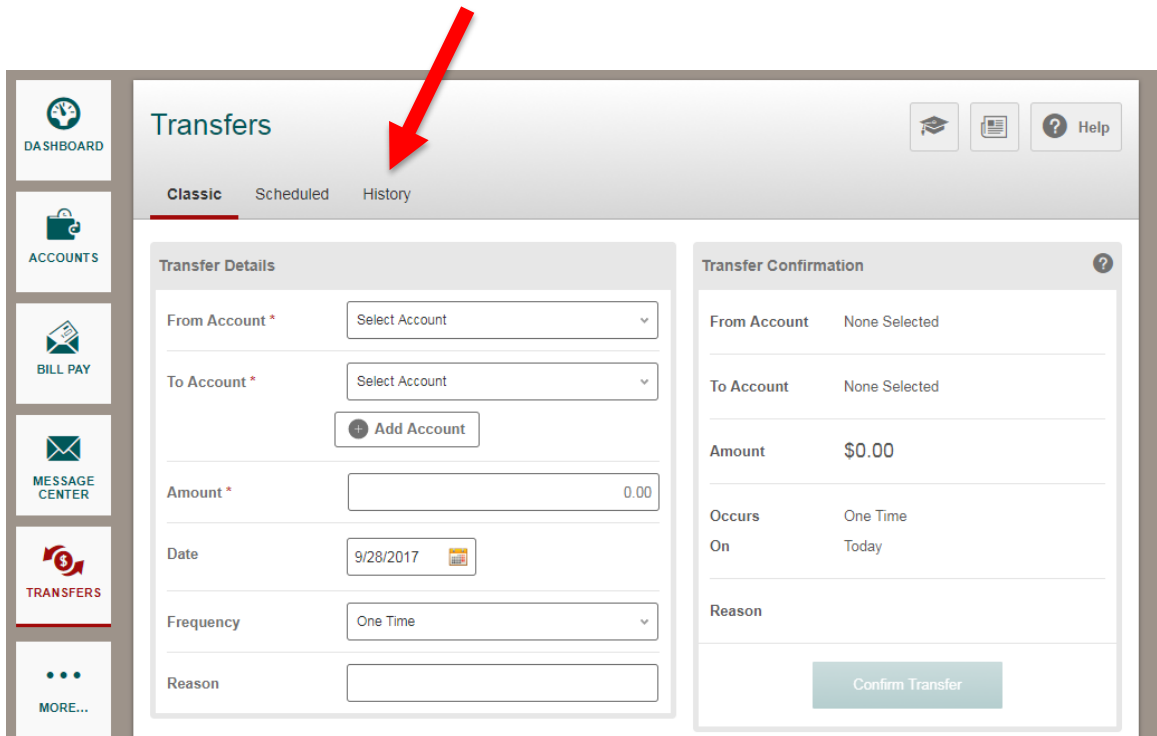 DASHBOARD
ACCOUNTS
BILL PAY
MESSAGE
CENTER
TRANSFERS
MORE...
Transfers
Help
Classic Scheduled History
Transfer Details
From Account * Select Account
To Account * Select Account
Add Account
Amount * 0.00
Date 9/28/2017
Frequency One Time
Reason
Transfer Confirmation
From Account None Selected
To Account None Selected
Amount $0.00
Occurs One Time
On Today
Reason
Confirm Transfer